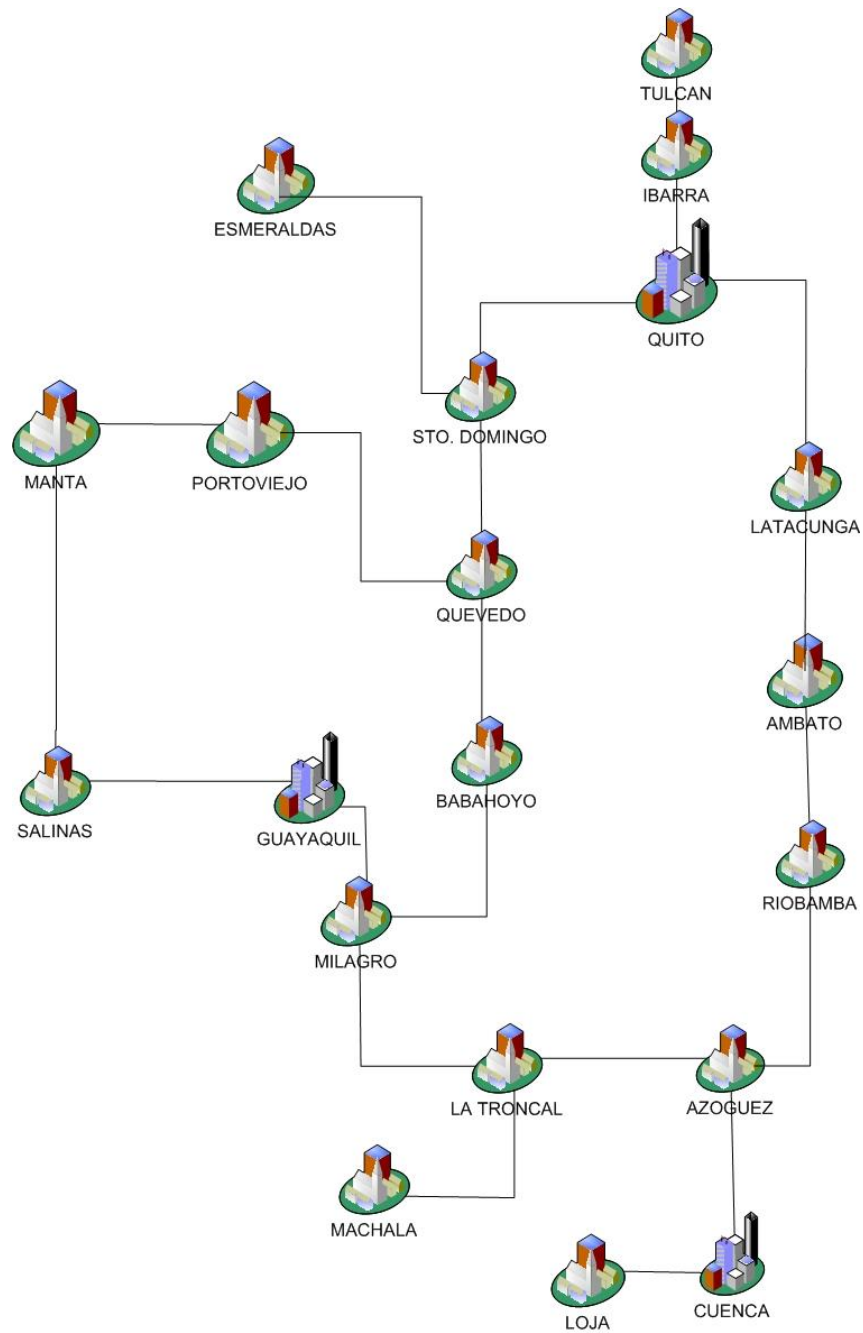 TULCAN
IBARRA
ESMERALDAS
QUITO
STO. DOMINGO
MANTA
PORTOVIEJO
LATACUNGA
QUEVEDO
AMBATO
BABAHOYO
SALINAS
GUAYAQUIL
RIOBAMBA
MILAGRO
LA TRONCAL
AZOGUEZ
MACHALA
CUENCA
LOJA